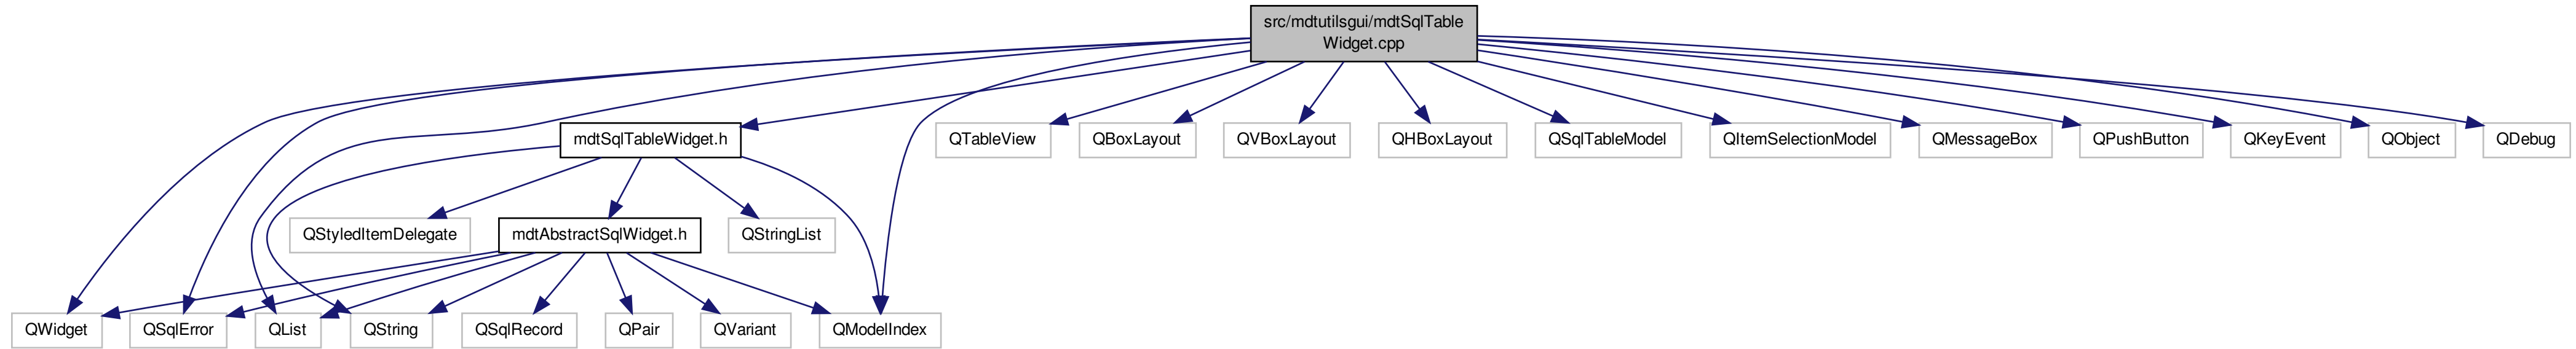 src/mdtutilsgui/mdtSqlTable
Widget.cpp
mdtSqlTableWidget.h
QTableView
QBoxLayout
QVBoxLayout
QHBoxLayout
QSqlTableModel
QItemSelectionModel
QMessageBox
QPushButton
QKeyEvent
QObject
QDebug
QStyledItemDelegate
mdtAbstractSqlWidget.h
QStringList
QWidget
QSqlError
QList
QString
QSqlRecord
QPair
QVariant
QModelIndex